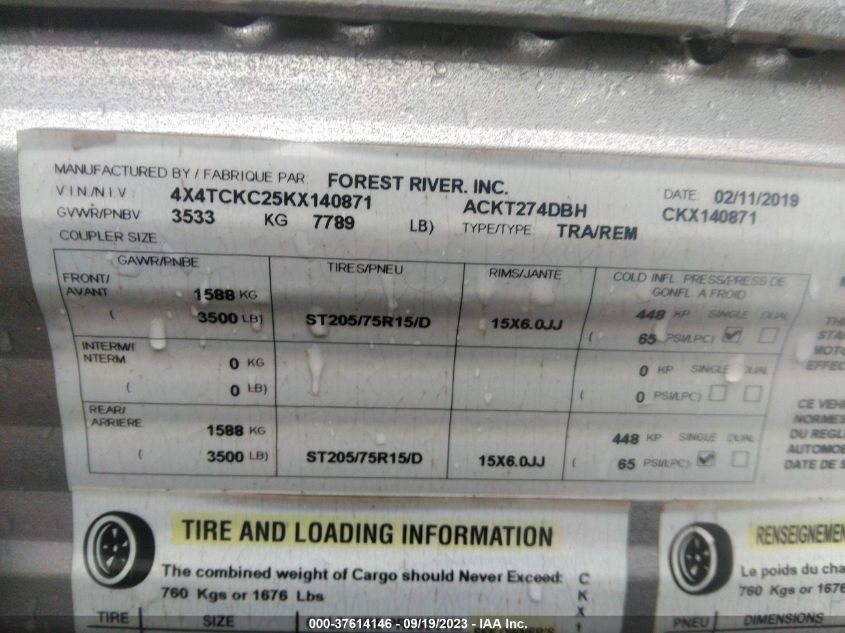 MANUFACTURED BY / FABRIQUE PAR: FOREST RIVER. INC. DATE: 02/11/2019
V I N /N I V: 4X4TCKC25KX140871 ACKT274DBH CKX140871
GVWR/PNBV 3533 KG 7789 LB) TYPE/TYPE TRA/REM
COUPLER SIZE
GAWR/PNBE TIRES/PNEU RIMS/JANTE COLD INFL PRESS/PRESS DE
GONFL A FROID
FRONT/
AVANT 1588 KG 448 KP SINGLE DUAL
( 3500 LB) ST205/75R15/D 15X6.0JJ ( 65 PSI/LPC)
INTERM/I
NTERM 0 KG 0 KP SINGLE DUAL
( 0 LB) ( 0 PSI/LPC)
REAR/
ARRIERE 1588 KG 448 KP SINGLE DUAL
( 3500 LB) ST205/75R15/D 15X6.0JJ ( 65 PSI/LPC)
CE VEH
NORMES
DU REGL
AUTOMO
DATE DE S
TIRE AND LOADING INFORMATION
The combined weight of Cargo should Never Exceed:
760 Kgs or 1676 Lbs
CKX1
TIRE SIZE
RENSEIGNEMEN
Le poids du cha
760 Kgs or 1676
PNEU DIMENSIONS
000-37614146 - 09/19/2023 - IAA Inc.